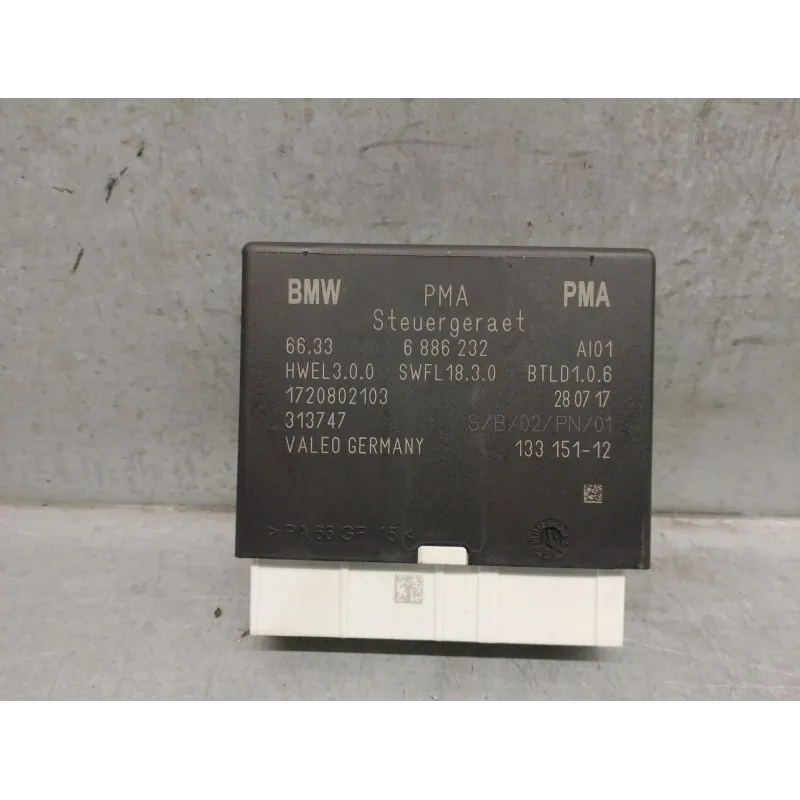 BMW PMA PMA
Steuergeraet
66.33 6 886 232 AI01
HWEL3.0.0 SWFL18.3.0 BTLD1.0.6
1720802103 28 07 17
313747 S/B/02/PN/01
VALEO GERMANY 133 151-12
> PA 66 GF 15 <